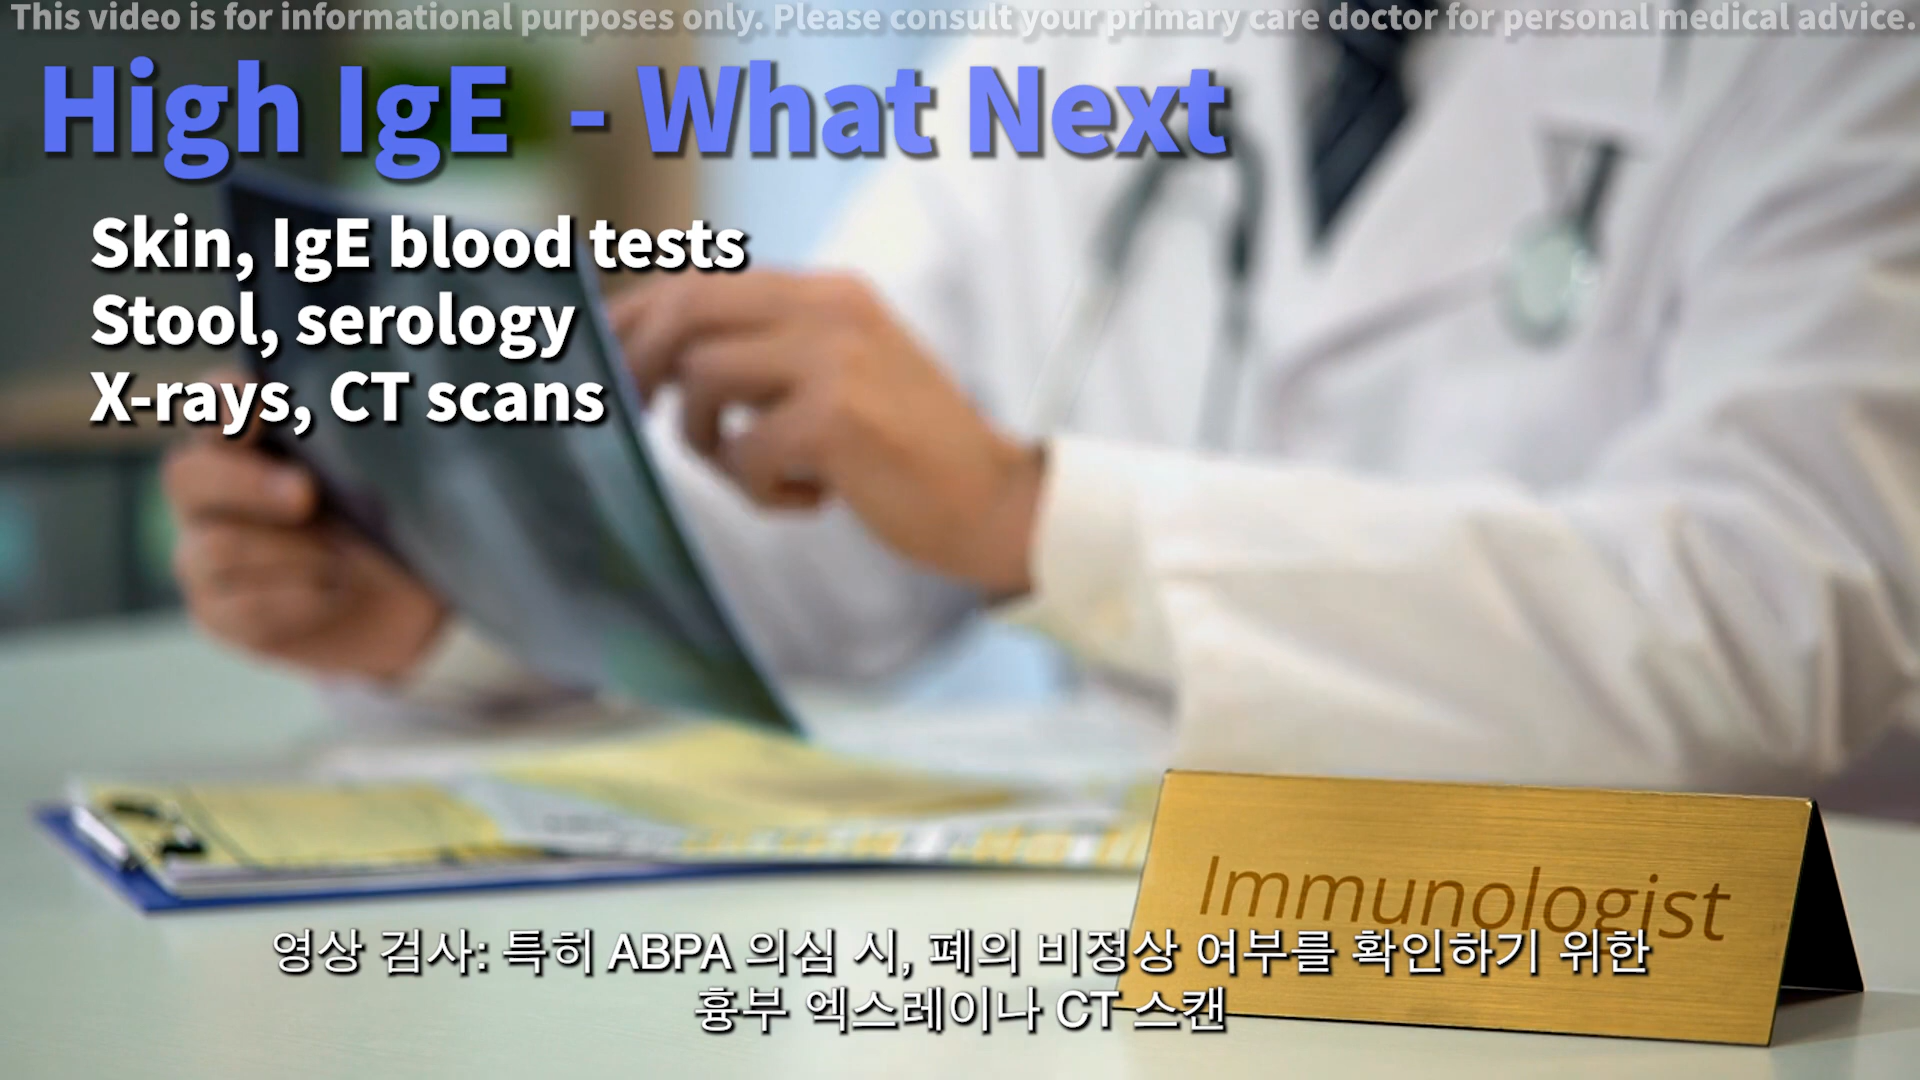 This video is for informational purposes only. Please consult your primary care doctor for personal medical advice.
High IgE - What Next
Skin, IgE blood tests
Stool, serology
X-rays, CT scans
Immunologist
영상 검사: 특히 ABPA 의심 시, 폐의 비정상 여부를 확인하기 위한
흉부 엑스레이나 CT 스캔